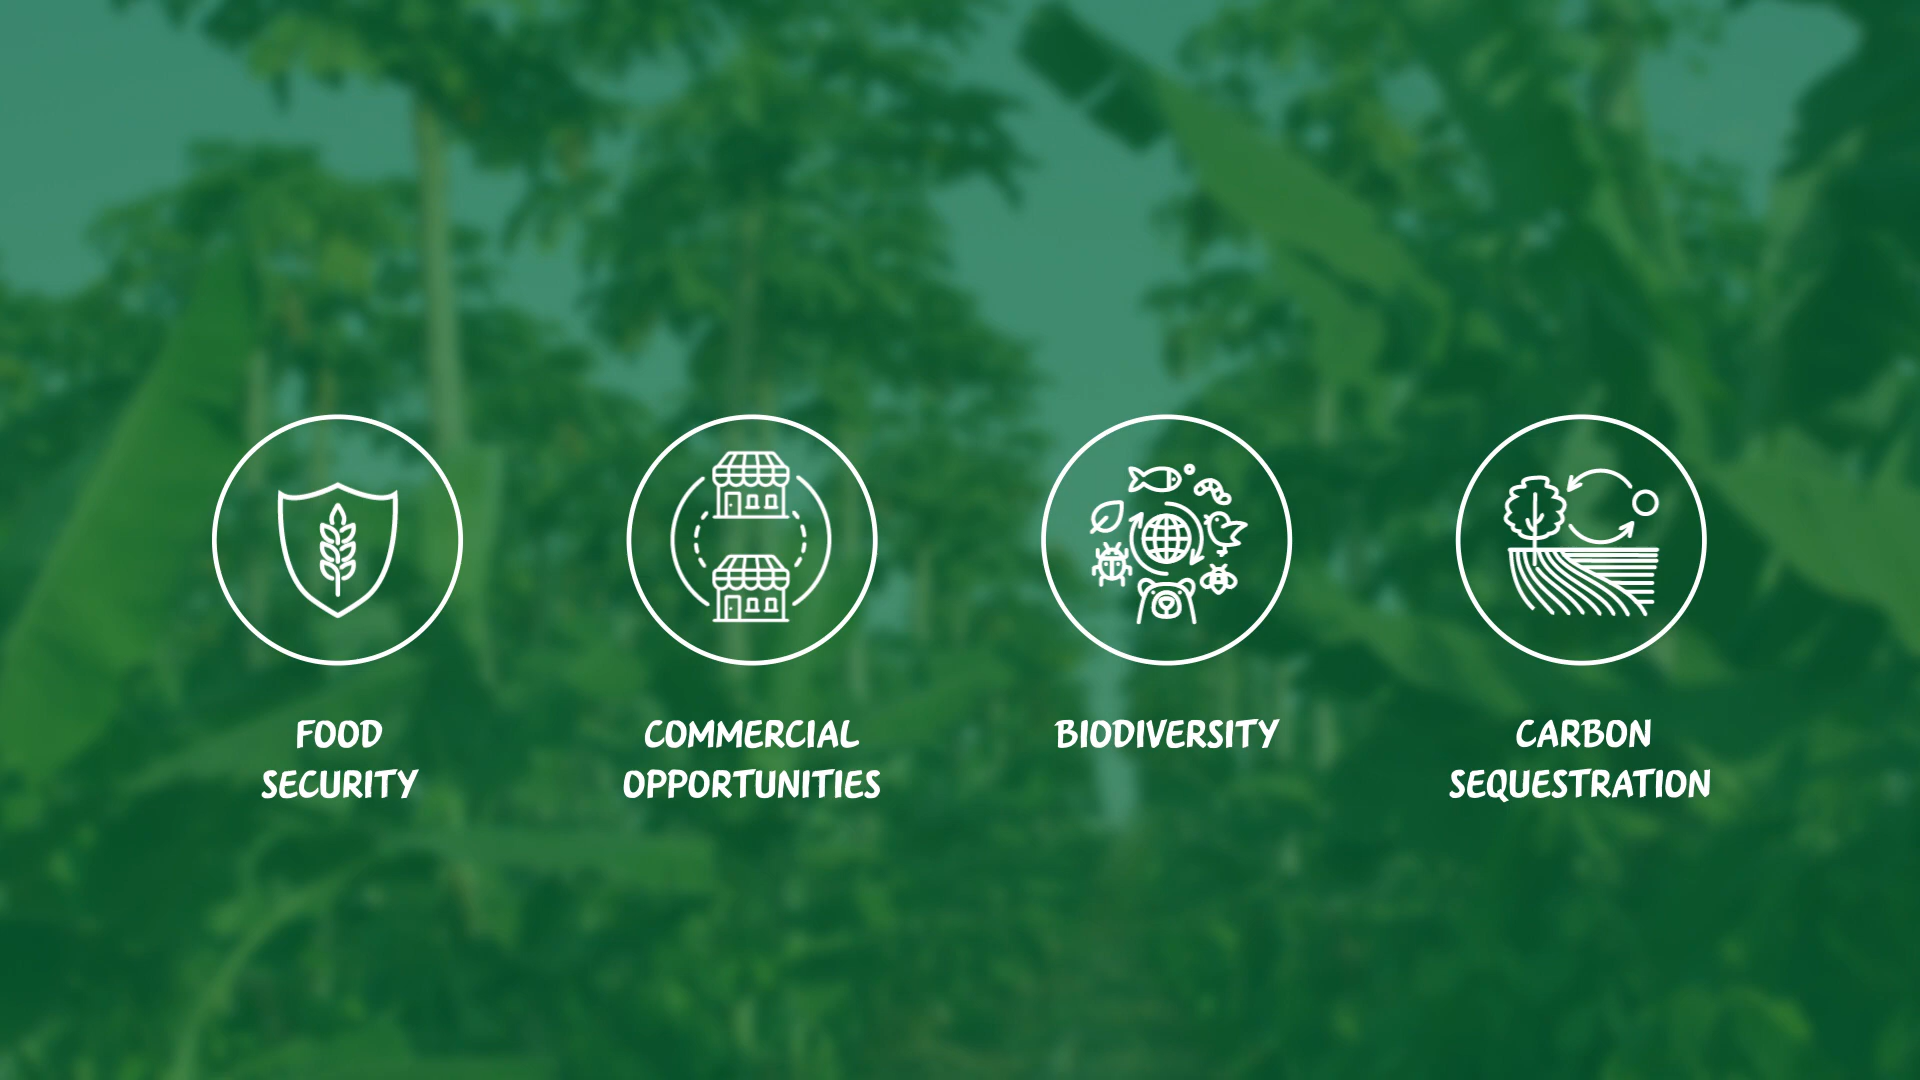 FOOD
SECURITY
COMMERCIAL
OPPORTUNITIES
BIODIVERSITY
CARBON
SEQUESTRATION